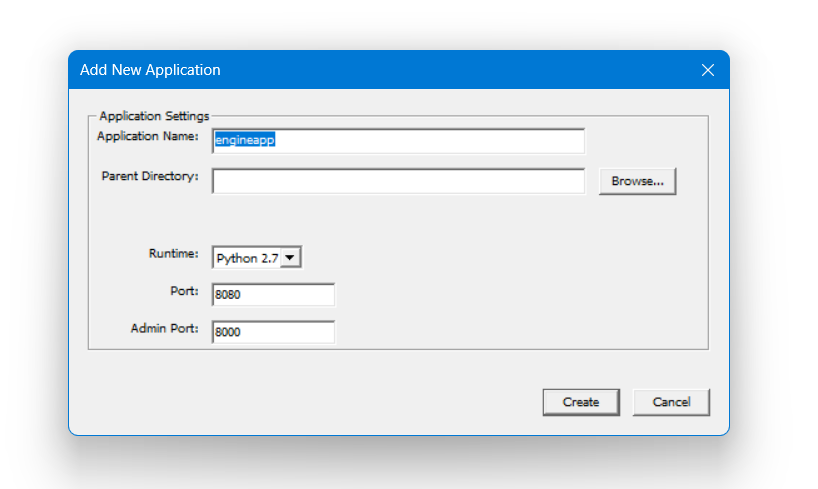 Add New Application
Application Settings
Application Name: engineapp
Parent Directory: Browse...
Runtime: Python 2.7
Port: 8080
Admin Port: 8000
Create Cancel